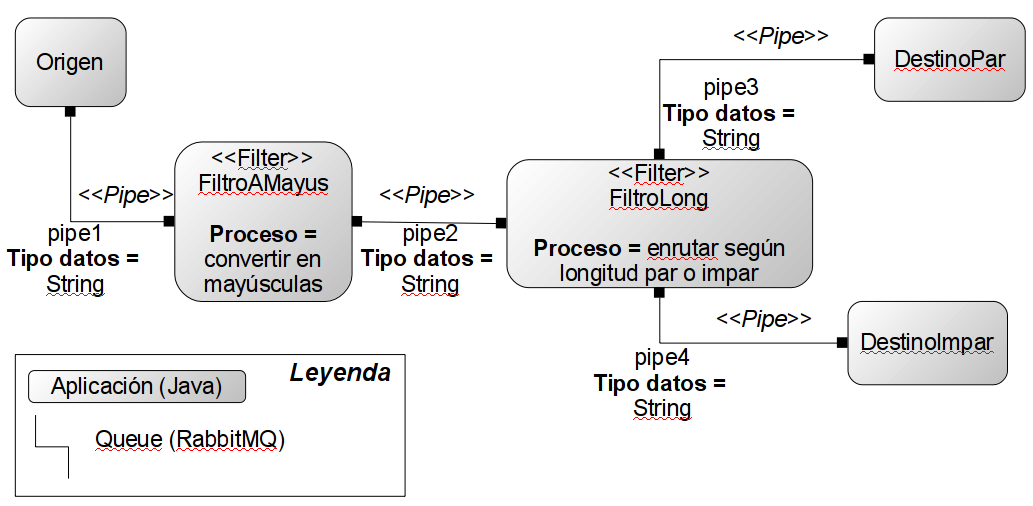 Origen
<<Pipe>>
pipe1
Tipo datos =
String
<<Filter>>
FiltroAMayus
Proceso =
convertir en
mayúsculas
<<Pipe>>
pipe2
Tipo datos =
String
<<Filter>>
FiltroLong
Proceso = enrutar según
longitud par o impar
<<Pipe>>
pipe3
Tipo datos =
String
DestinoPar
<<Pipe>>
pipe4
Tipo datos =
String
DestinoImpar
Leyenda
Aplicación (Java)
Queue (RabbitMQ)